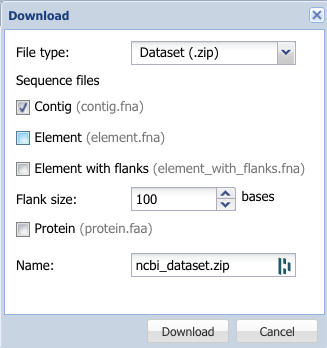 Download
File type: Dataset (.zip)
Sequence files
Contig (contig.fna)
Element (element.fna)
Element with flanks (element_with_flanks.fna)
Flank size: 100 bases
Protein (protein.faa)
Name: ncbi_dataset.zip
Download Cancel